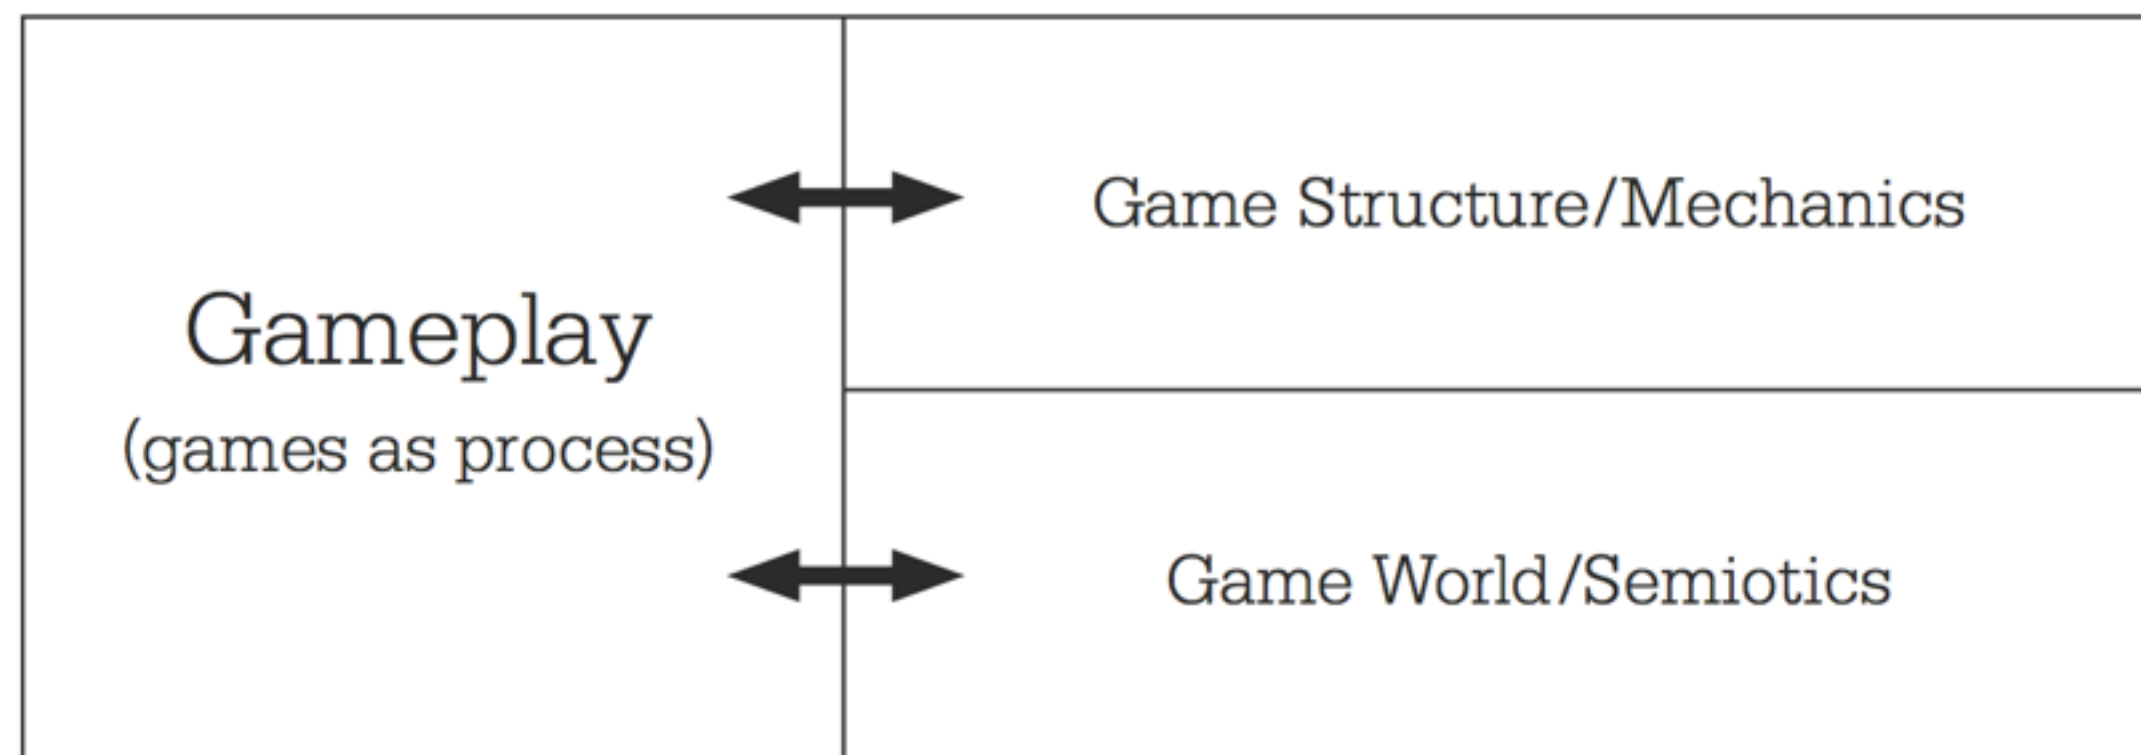 Gameplay
(games as process)
Game Structure/Mechanics
Game World/Semiotics